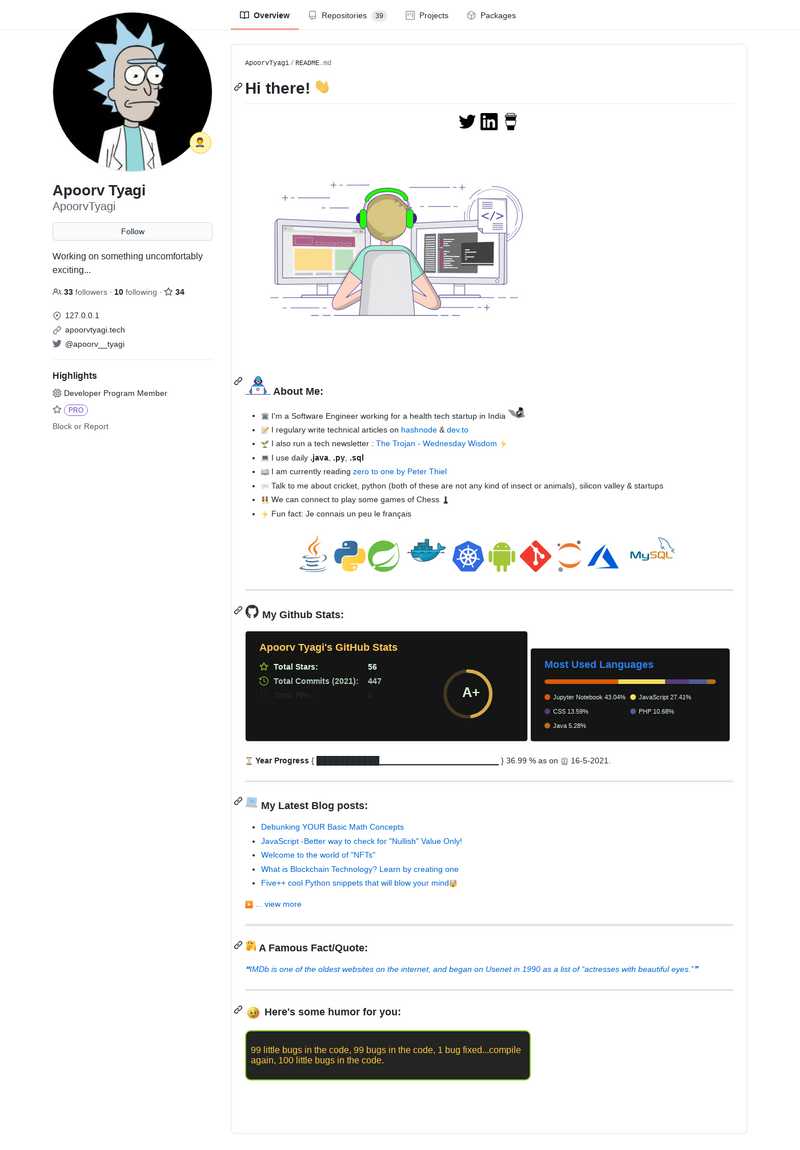 Overview Repositories 39 Projects Packages
Apoorv Tyagi
ApoorvTyagi
Follow
Working on something uncomfortably
exciting...
33 followers · 10 following · 34
127.0.0.1
apoorvtyagi.tech
@apoorv__tyagi
Highlights
Developer Program Member
PRO
Block or Report
ApoorvTyagi / README.md
Hi there! 👋
</>
About Me:
I'm a Software Engineer working for a health tech startup in India
📝 I regulary write technical articles on hashnode & dev.to
🌱 I also run a tech newsletter : The Trojan - Wednesday Wisdom ⚡
💻 I use daily .java, .py, .sql
📖 I am currently reading zero to one by Peter Thiel
Talk to me about cricket, python (both of these are not any kind of insect or animals), silicon valley & startups
We can connect to play some games of Chess ♟
⚡ Fun fact: Je connais un peu le français
MySQL
My Github Stats:
Apoorv Tyagi's GitHub Stats
Total Stars: 56
Total Commits (2021): 447
A+
Most Used Languages
Jupyter Notebook 43.04% JavaScript 27.41%
CSS 13.59% PHP 10.68%
Java 5.28%
⏳ Year Progress { ███████████______________________________ } 36.99 % as on ⏰ 16-5-2021.
My Latest Blog posts:
Debunking YOUR Basic Math Concepts
JavaScript -Better way to check for "Nullish" Value Only!
Welcome to the world of "NFTs"
What is Blockchain Technology? Learn by creating one
Five++ cool Python snippets that will blow your mind🤯
▶ ... view more
A Famous Fact/Quote:
❝IMDb is one of the oldest websites on the internet, and began on Usenet in 1990 as a list of "actresses with beautiful eyes."❞
Here's some humor for you:
99 little bugs in the code, 99 bugs in the code, 1 bug fixed...compile
again, 100 little bugs in the code.